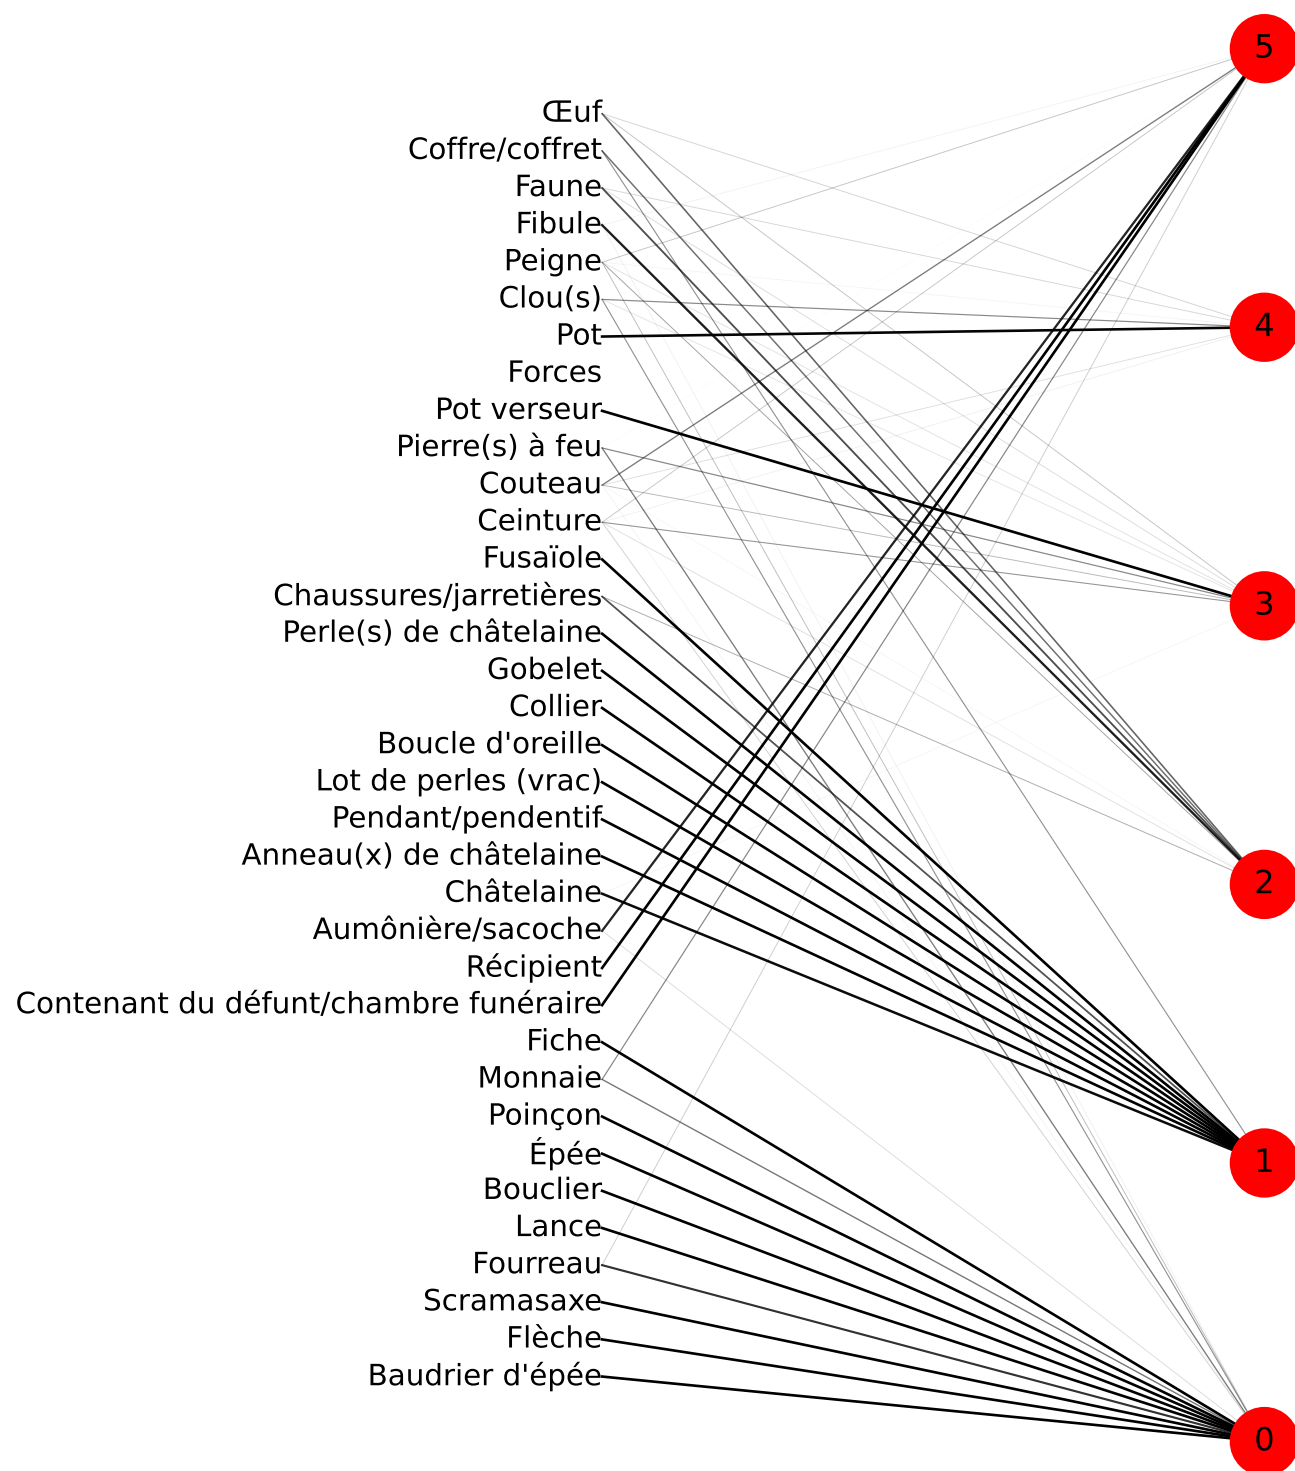 5
Œuf
Coffre/coffret
Faune
Fibule
Peigne
Clou(s)
4
Pot
Forces
Pot verseur
Pierre(s) à feu
Couteau
Ceinture
Fusaïole
Chaussures/jarretières
3
Perle(s) de châtelaine
Gobelet
Collier
Boucle d'oreille
Lot de perles (vrac)
Pendant/pendentif
Anneau(x) de châtelaine
2
Châtelaine
Aumônière/sacoche
Récipient
Contenant du défunt/chambre funéraire
Fiche
Monnaie
Poinçon
Épée
1
Bouclier
Lance
Fourreau
Scramasaxe
Flèche
Baudrier d'épée
0